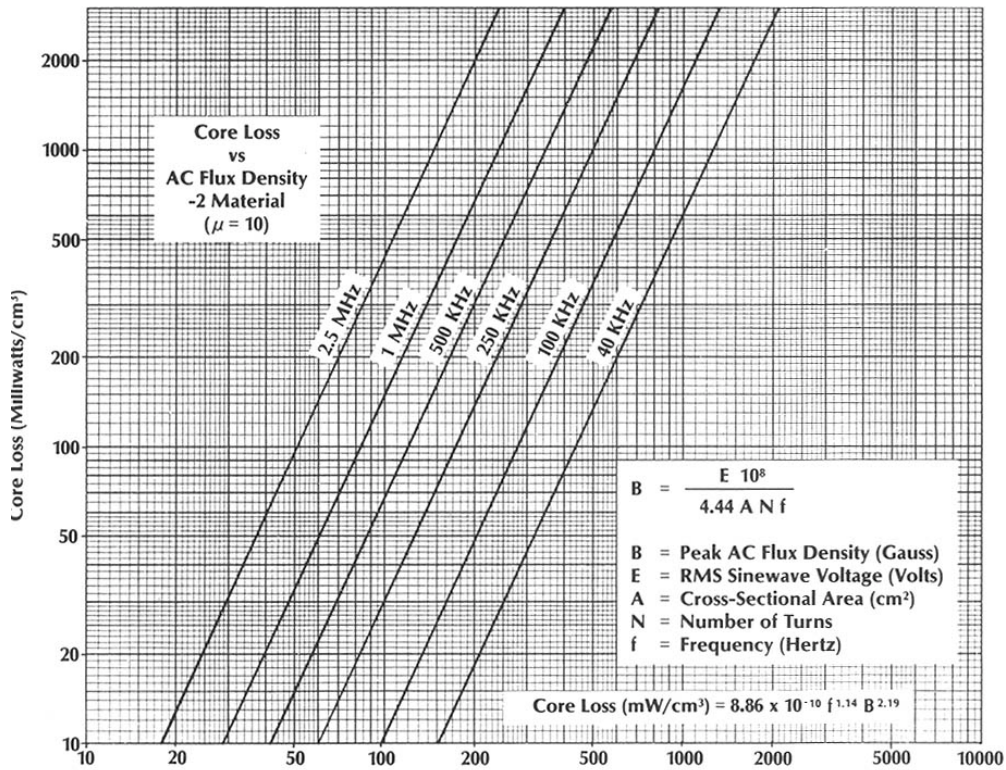 2000
1000
500
200
100
50
20
10
Core Loss (Milliwatts/cm³)
Core Loss
vs
AC Flux Density
-2 Material
(μ = 10)
2.5 MHz
1 MHz
500 KHz
250 KHz
100 KHz
40 KHz
B = E 10⁸
4.44 A N f
B = Peak AC Flux Density (Gauss)
E = RMS Sinewave Voltage (Volts)
A = Cross-Sectional Area (cm²)
N = Number of Turns
f = Frequency (Hertz)
Core Loss (mW/cm³) = 8.86 x 10⁻¹⁰ f¹·¹⁴ B²·¹⁹
10 20 50 100 200 500 1000 2000 5000 10000